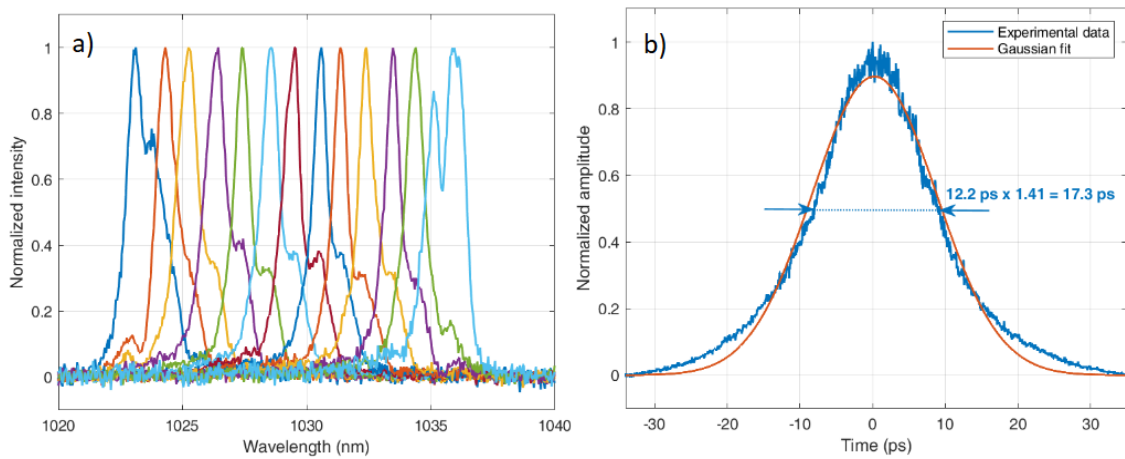 a)
1
0.8
0.6
0.4
0.2
0
Normalized intensity
1020
1025
1030
1035
1040
Wavelength (nm)
b)
Experimental data
Gaussian fit
1
0.8
0.6
0.4
0.2
0
Normalized amplitude
12.2 ps x 1.41 = 17.3 ps
-30
-20
-10
0
10
20
30
Time (ps)